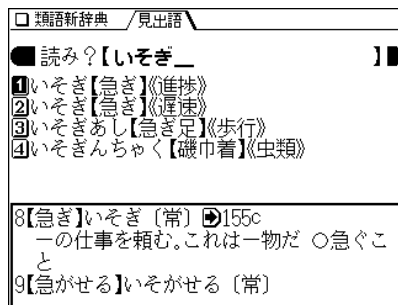 類語新辞典 見出語
読み?【いそぎ_ 】
1いそぎ【急ぎ】《進捗》
2いそぎ【急ぎ】《遅速》
3いそぎあし【急ぎ足】《歩行》
4いそぎんちゃく【磯巾着】《虫類》
8【急ぎ】いそぎ〔常〕➔155c
ーの仕事を頼む。これは一物だ ○急ぐこ
と
9【急がせる】いそがせる〔常〕